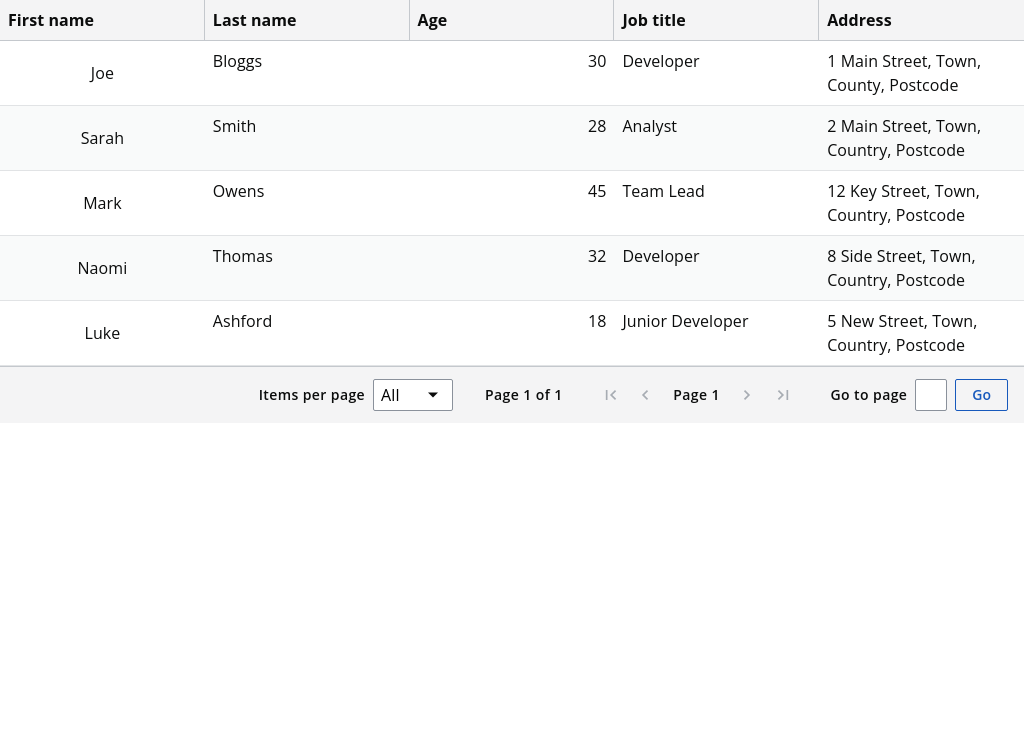 First name Last name Age Job title Address
Joe Bloggs 30 Developer 1 Main Street, Town,
County, Postcode
Sarah Smith 28 Analyst 2 Main Street, Town,
Country, Postcode
Mark Owens 45 Team Lead 12 Key Street, Town,
Country, Postcode
Naomi Thomas 32 Developer 8 Side Street, Town,
Country, Postcode
Luke Ashford 18 Junior Developer 5 New Street, Town,
Country, Postcode
Items per page All Page 1 of 1 Page 1 Go to page Go